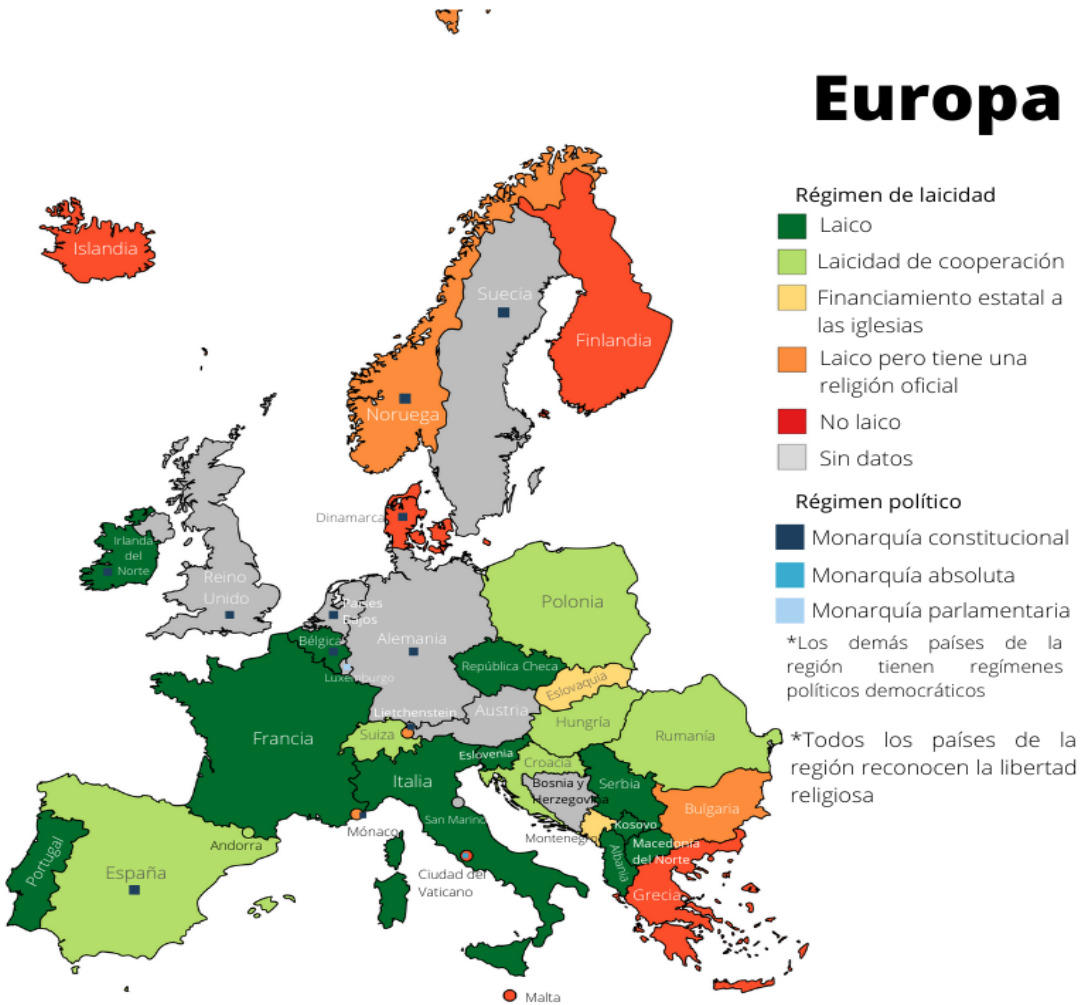 Europa
Régimen de laicidad
Laico
Laicidad de cooperación
Financiamiento estatal a
las iglesias
Laico pero tiene una
religión oficial
No laico
Sin datos
Régimen político
Monarquía constitucional
Monarquía absoluta
Monarquía parlamentaria
*Los demás países de la
región tienen regímenes
políticos democráticos
*Todos los países de la
región reconocen la libertad
religiosa
Islandia
Suecia
Finlandia
Noruega
Dinamarca
Irlanda
del
Norte
Reino
Unido
Países
Bajos
Polonia
Alemania
Bélgica
República Checa
Luxemburgo
Eslovaquia
Lietchenstein
Austria
Hungría
Suiza
Francia
Rumanía
Eslovenia
Croacia
Italia
Bosnia y
Herzegovina
Serbia
Bulgaria
San Marino
Kosovo
Mónaco
Montenegro
Macedonia
del Norte
Andorra
Albania
Portugal
España
Ciudad del
Vaticano
Grecia
Malta